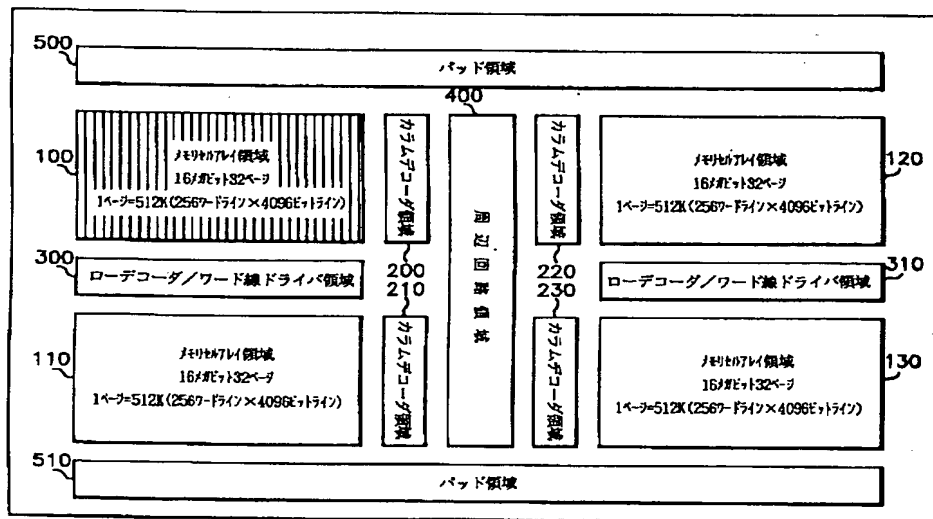 500
パッド領域
400
100
メモリセルアレイ領域
16メガビット32ページ
1ページ=512K(256ワードライン×4096ビットライン)
カラムデコーダ領域
周辺回路領域
カラムデコーダ領域
メモリセルアレイ領域
16メガビット32ページ
1ページ=512K(256ワードライン×4096ビットライン)
120
300
ローデコーダ/ワード線ドライバ領域
200
210
220
230
ローデコーダ/ワード線ドライバ領域
310
110
メモリセルアレイ領域
16メガビット32ページ
1ページ=512K(256ワードライン×4096ビットライン)
カラムデコーダ領域
カラムデコーダ領域
メモリセルアレイ領域
16メガビット32ページ
1ページ=512K(256ワードライン×4096ビットライン)
130
510
パッド領域